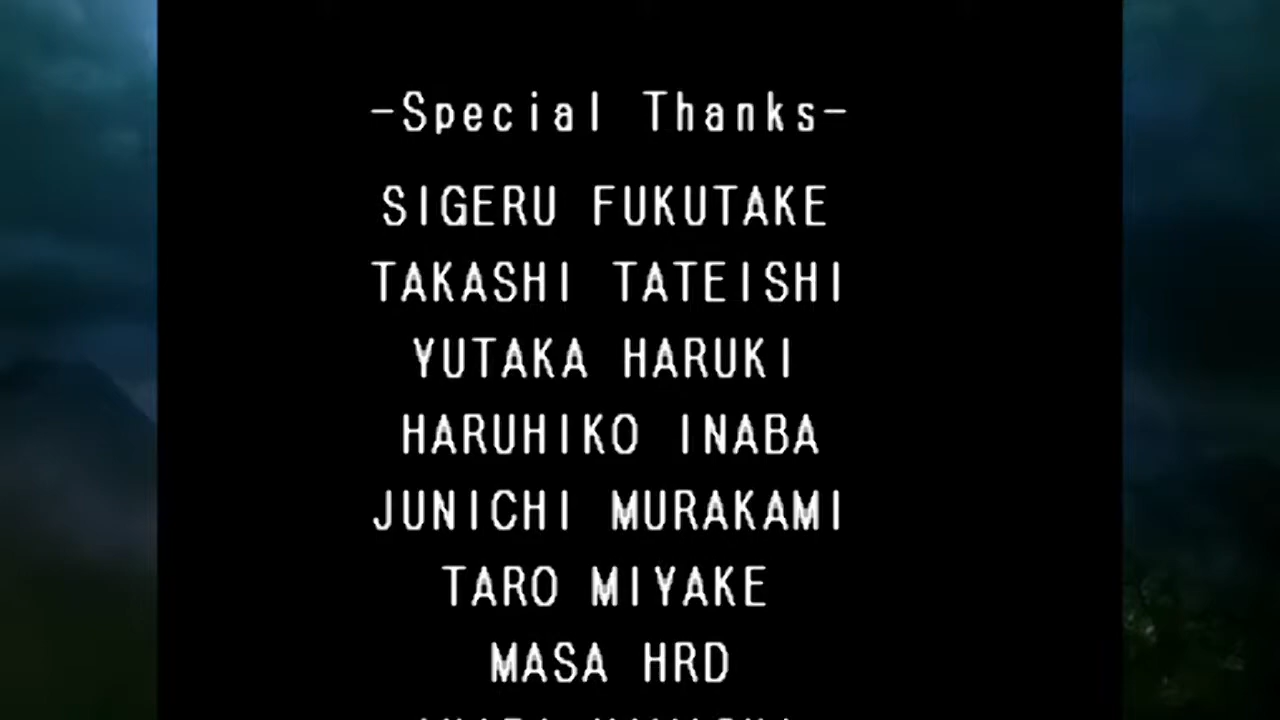 -Special Thanks-
SIGERU FUKUTAKE
TAKASHI TATEISHI
YUTAKA HARUKI
HARUHIKO INABA
JUNICHI MURAKAMI
TARO MIYAKE
MASA HRD